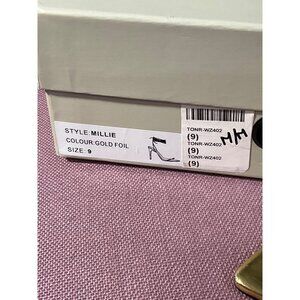 STYLE:MILLIE
COLOUR:GOLD FOIL
SIZE: 9
TONR-WZ402
(9)
TONR-WZ402
(9)
TONR-WZ402
(9)
M/M